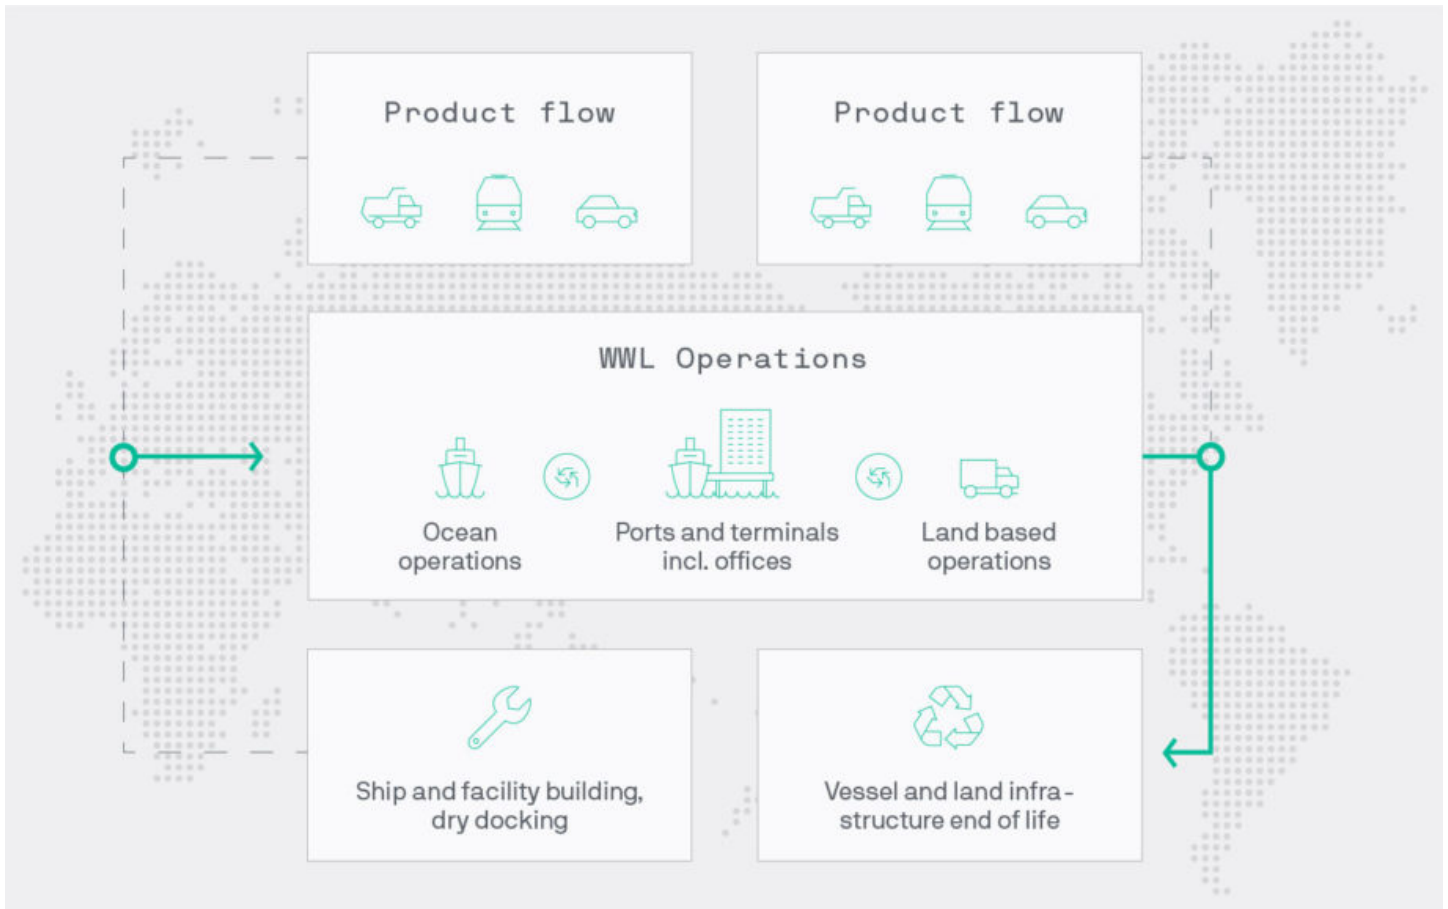 Product flow
Product flow
WWL Operations
Ocean
operations
Ports and terminals
incl. offices
Land based
operations
Ship and facility building,
dry docking
Vessel and land infra-
structure end of life